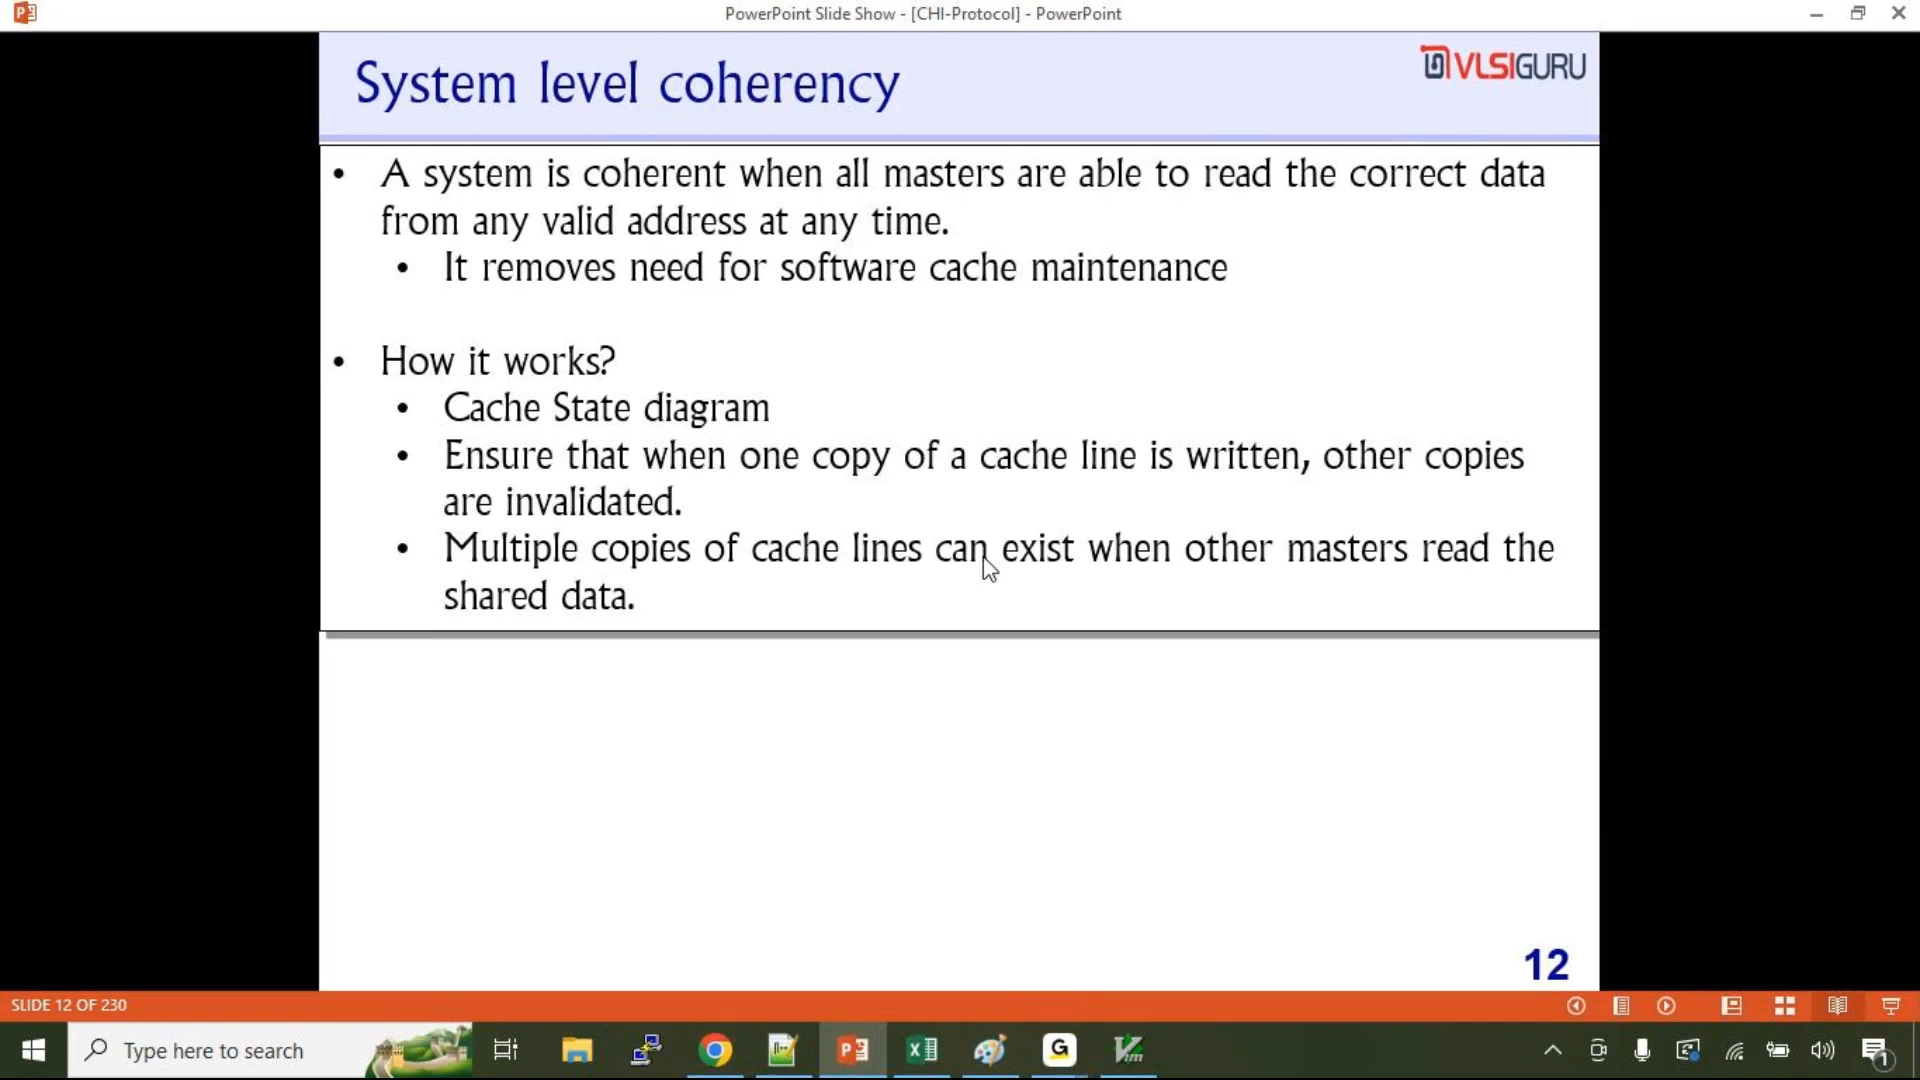 PowerPoint Slide Show - [CHI-Protocol] - PowerPoint
System level coherency
VLSIGURU
• A system is coherent when all masters are able to read the correct data
from any valid address at any time.
• It removes need for software cache maintenance
• How it works?
• Cache State diagram
• Ensure that when one copy of a cache line is written, other copies
are invalidated.
• Multiple copies of cache lines can exist when other masters read the
shared data.
12
SLIDE 12 OF 230
Type here to search
1